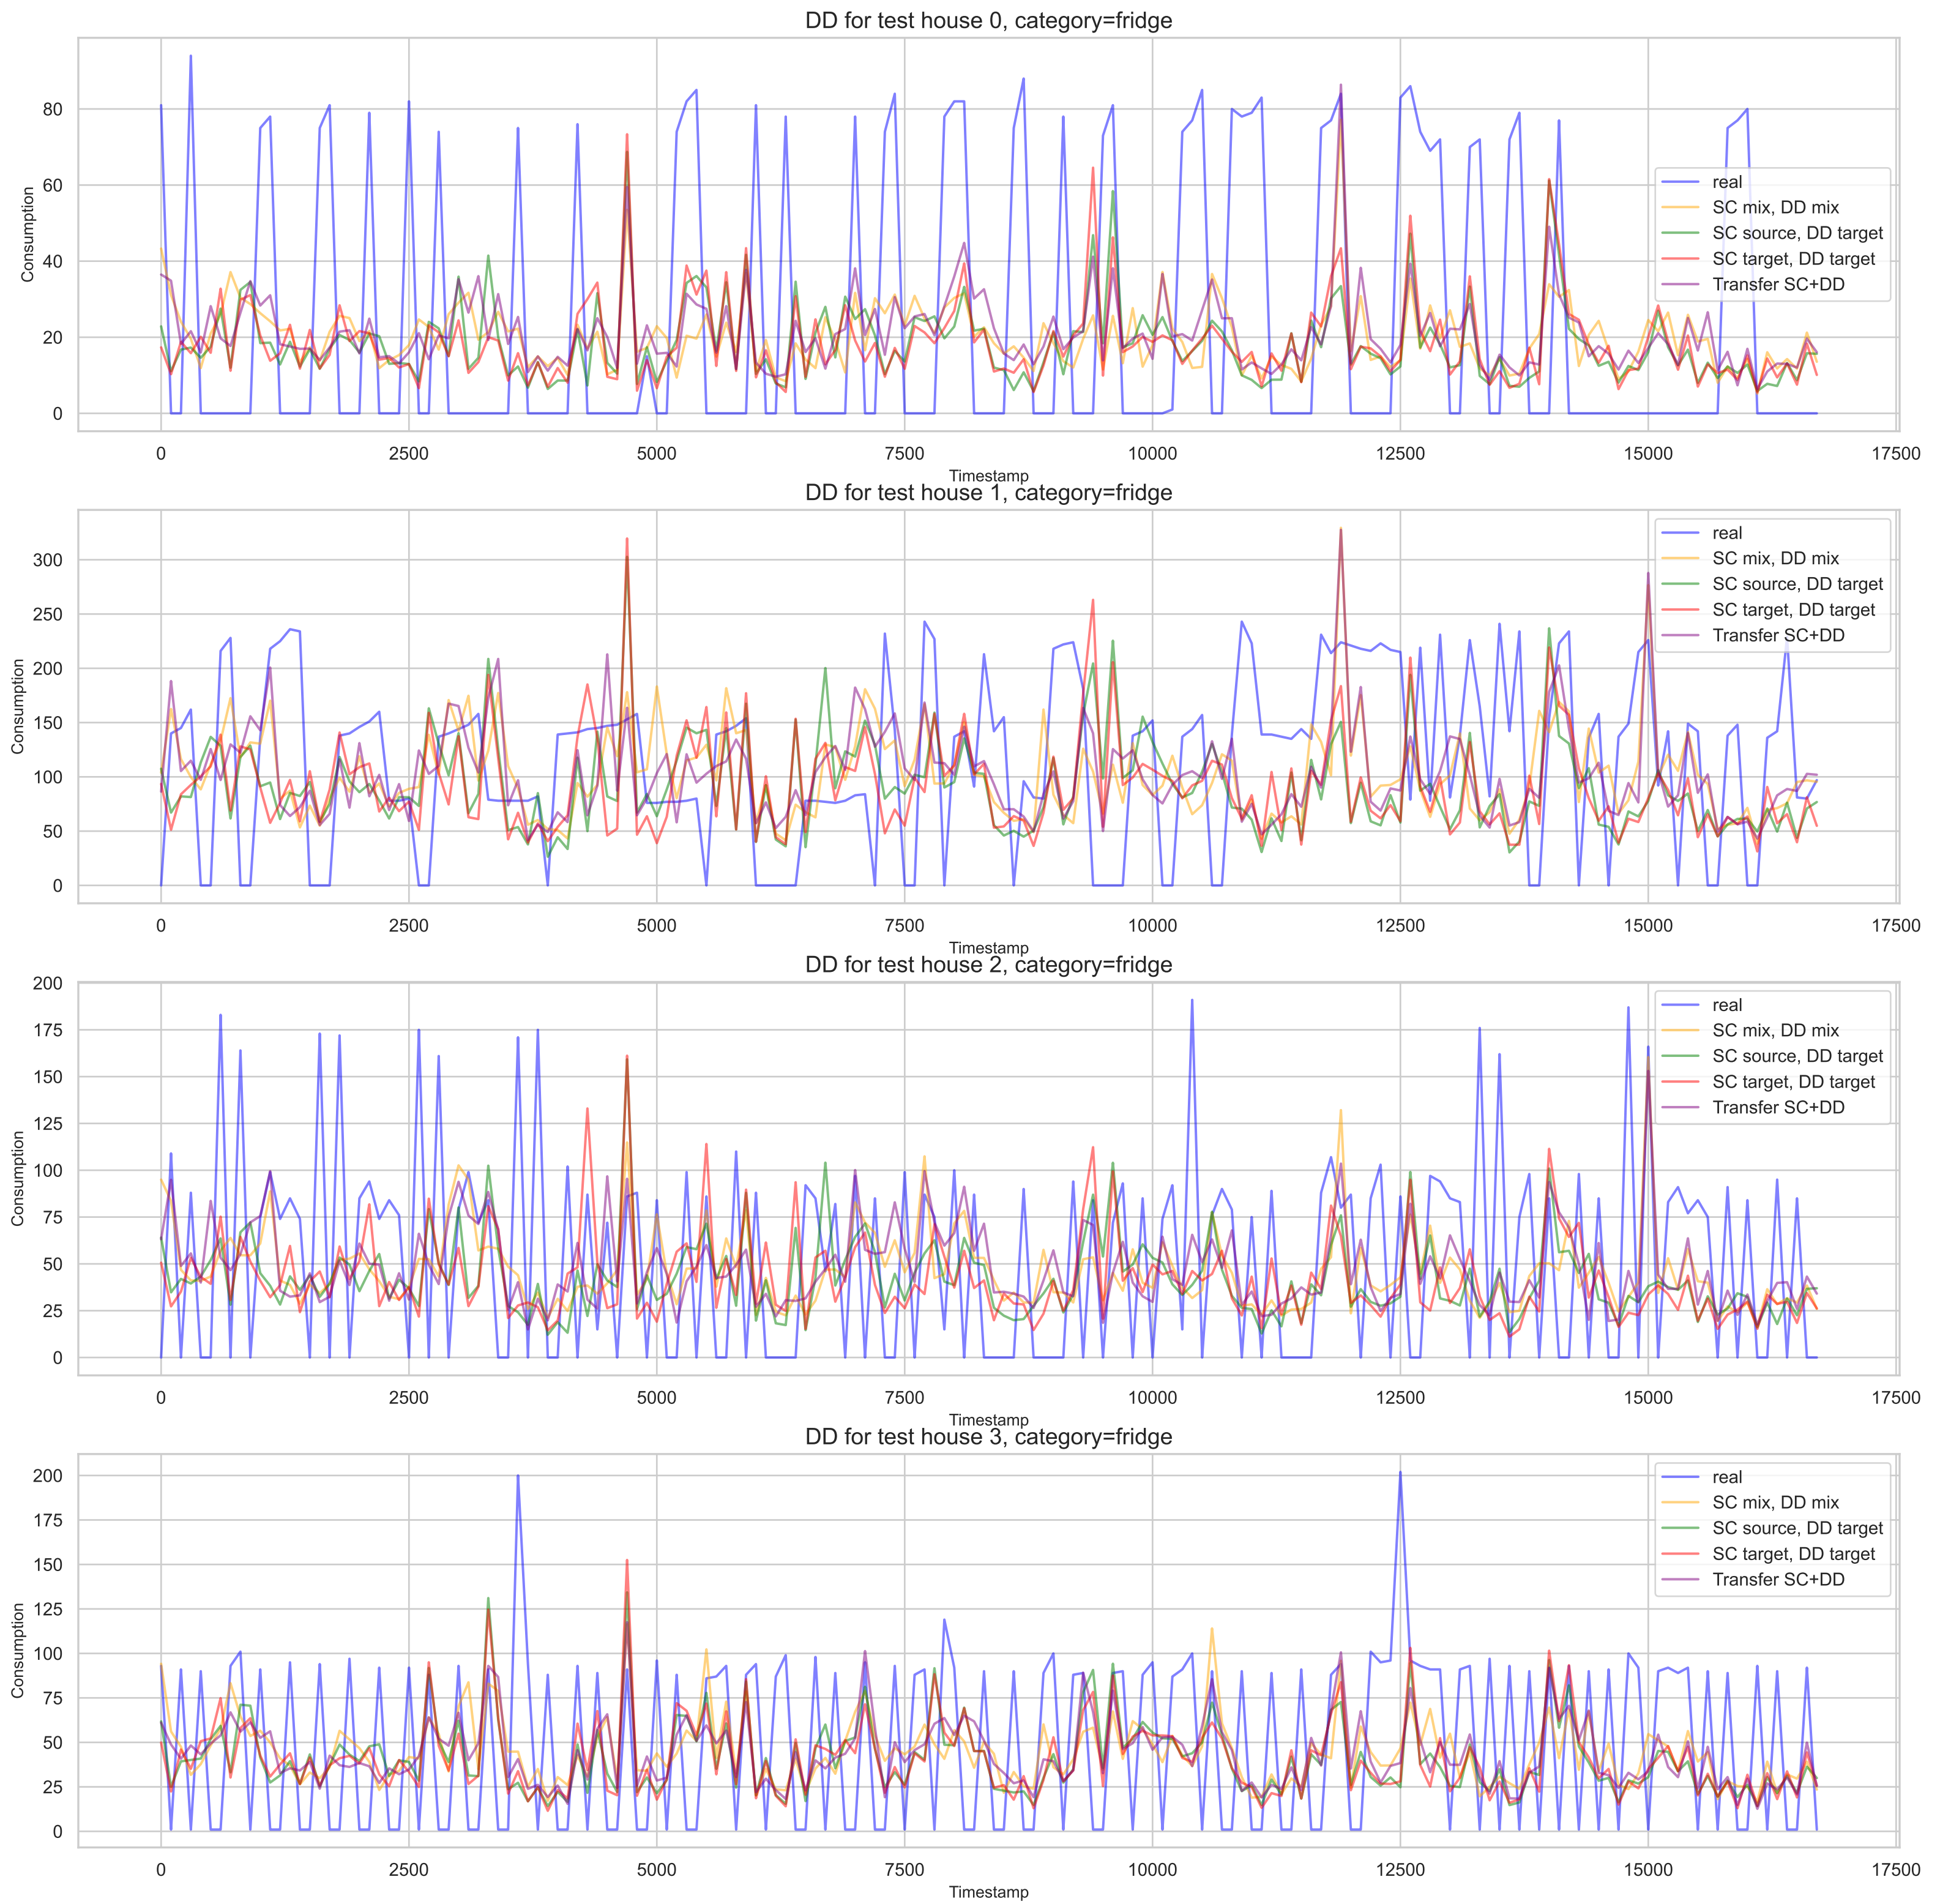 DD for test house 0, category=fridge
Consumption
80
60
40
20
0
real
SC mix, DD mix
SC source, DD target
SC target, DD target
Transfer SC+DD
0 2500 5000 7500 10000 12500 15000 17500
Timestamp
DD for test house 1, category=fridge
Consumption
300
250
200
150
100
50
0
real
SC mix, DD mix
SC source, DD target
SC target, DD target
Transfer SC+DD
0 2500 5000 7500 10000 12500 15000 17500
Timestamp
DD for test house 2, category=fridge
Consumption
200
175
150
125
100
75
50
25
0
real
SC mix, DD mix
SC source, DD target
SC target, DD target
Transfer SC+DD
0 2500 5000 7500 10000 12500 15000 17500
Timestamp
DD for test house 3, category=fridge
Consumption
200
175
150
125
100
75
50
25
0
real
SC mix, DD mix
SC source, DD target
SC target, DD target
Transfer SC+DD
0 2500 5000 7500 10000 12500 15000 17500
Timestamp